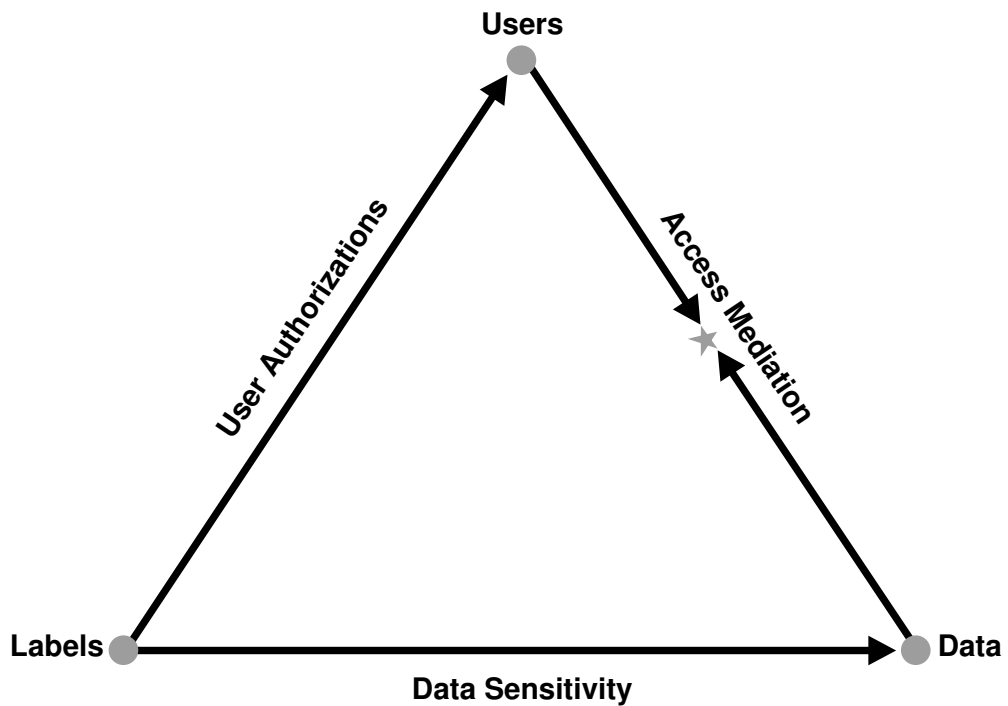 Users
User Authorizations
Access Mediation
Labels
Data
Data Sensitivity